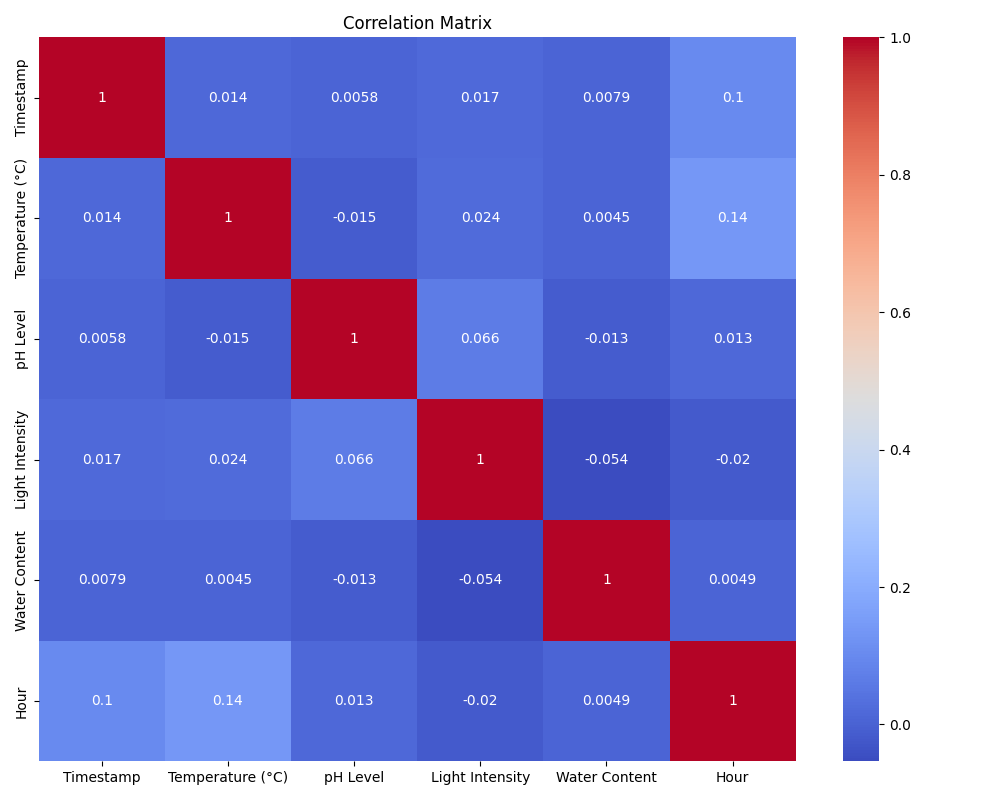 Correlation Matrix
Timestamp 1 0.014 0.0058 0.017 0.0079 0.1
Temperature (°C) 0.014 1 -0.015 0.024 0.0045 0.14
pH Level 0.0058 -0.015 1 0.066 -0.013 0.013
Light Intensity 0.017 0.024 0.066 1 -0.054 -0.02
Water Content 0.0079 0.0045 -0.013 -0.054 1 0.0049
Hour 0.1 0.14 0.013 -0.02 0.0049 1
Timestamp Temperature (°C) pH Level Light Intensity Water Content Hour
1.0
0.8
0.6
0.4
0.2
0.0